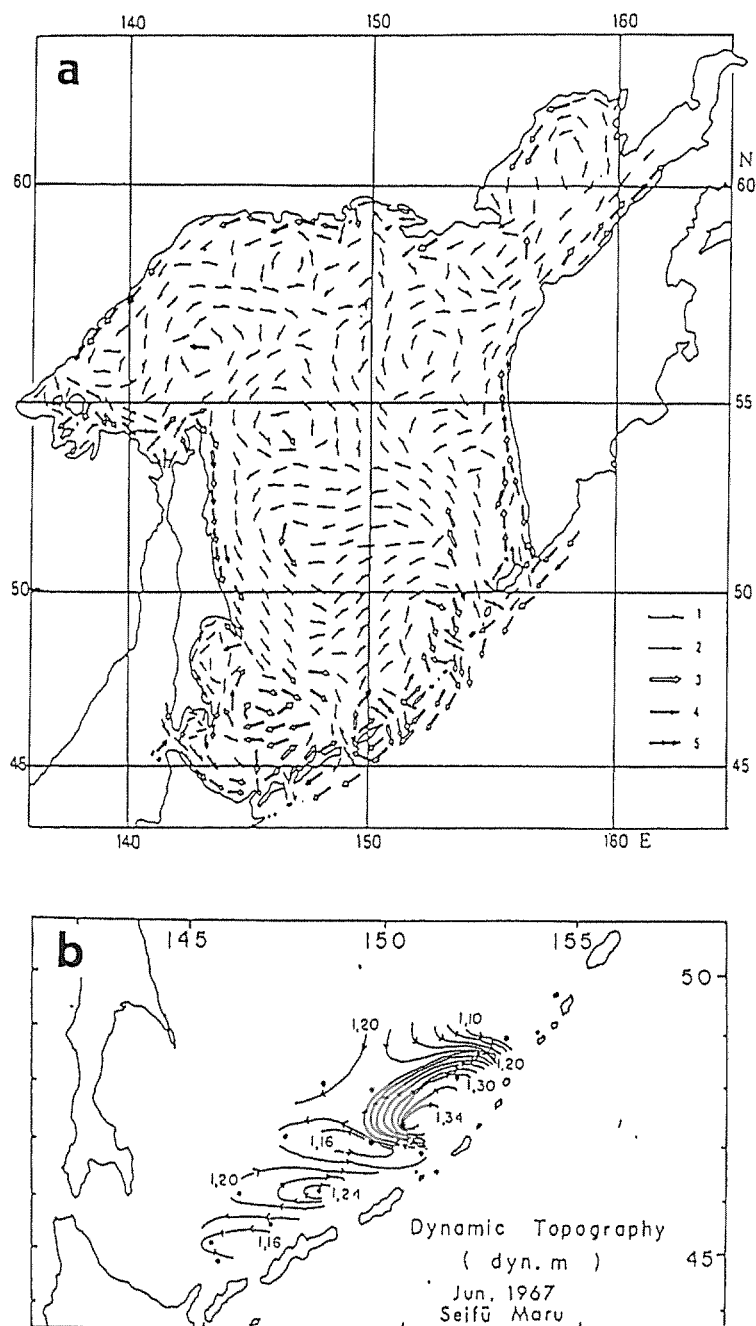 140 150 160
a
N
60 60
55 55
50 50
1
2
3
4
5
45 45
140 150 160 E
b
145 150 155
50
1,20 1,10
1,20
1,30
1,34
1,16
1,20
1,24
1,16
Dynamic Topography
( dyn. m )
45
Jun, 1967
Seifū Maru